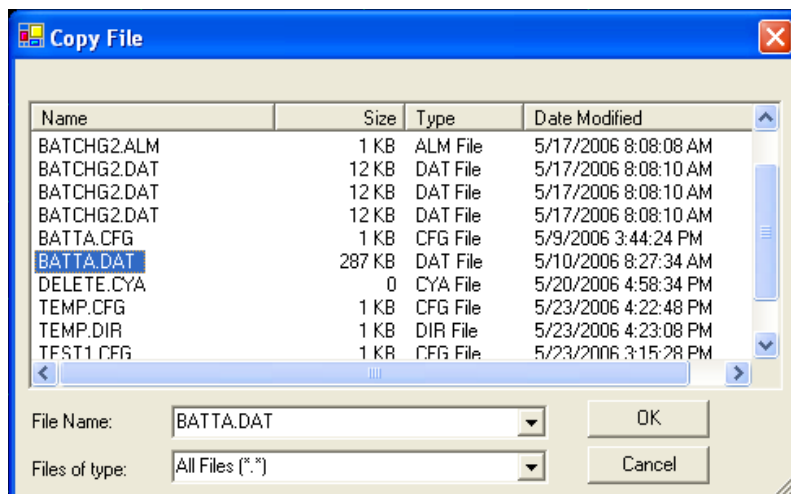 Copy File
Name Size Type Date Modified
BATCHG2.ALM 1 KB ALM File 5/17/2006 8:08:08 AM
BATCHG2.DAT 12 KB DAT File 5/17/2006 8:08:10 AM
BATCHG2.DAT 12 KB DAT File 5/17/2006 8:08:10 AM
BATCHG2.DAT 12 KB DAT File 5/17/2006 8:08:10 AM
BATTA.CFG 1 KB CFG File 5/9/2006 3:44:24 PM
BATTA.DAT 287 KB DAT File 5/10/2006 8:27:34 AM
DELETE.CYA 0 CYA File 5/20/2006 4:58:34 PM
TEMP.CFG 1 KB CFG File 5/23/2006 4:22:48 PM
TEMP.DIR 1 KB DIR File 5/23/2006 4:23:08 PM
TEST1.CFG 1 KB CFG File 5/23/2006 3:15:28 PM
File Name: BATTA.DAT OK
Files of type: All Files (*.*) Cancel